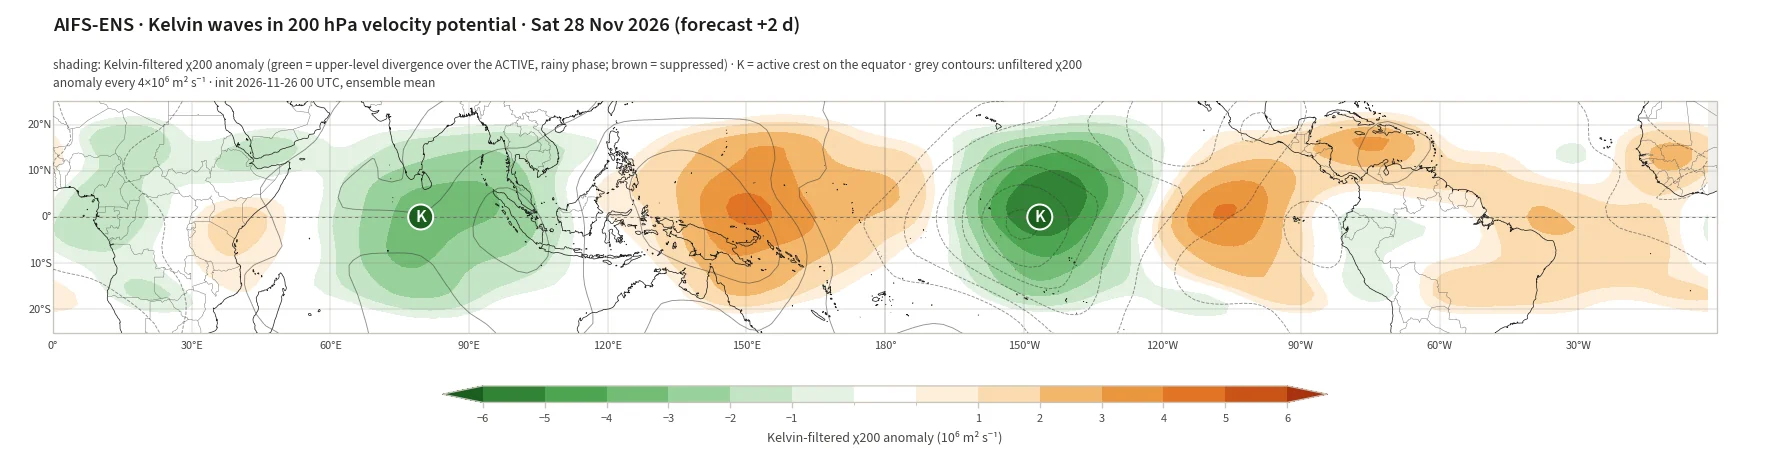 AIFS-ENS · Kelvin waves in 200 hPa velocity potential · Sat 28 Nov 2026 (forecast +2 d)
shading: Kelvin-filtered χ200 anomaly (green = upper-level divergence over the ACTIVE, rainy phase; brown = suppressed) · K = active crest on the equator · grey contours: unfiltered χ200
anomaly every 4×10⁶ m² s⁻¹ · init 2026-11-26 00 UTC, ensemble mean
20°N
10°N
0°
10°S
20°S
K
K
0° 30°E 60°E 90°E 120°E 150°E 180° 150°W 120°W 90°W 60°W 30°W
−6 −5 −4 −3 −2 −1 1 2 3 4 5 6
Kelvin-filtered χ200 anomaly (10⁶ m² s⁻¹)